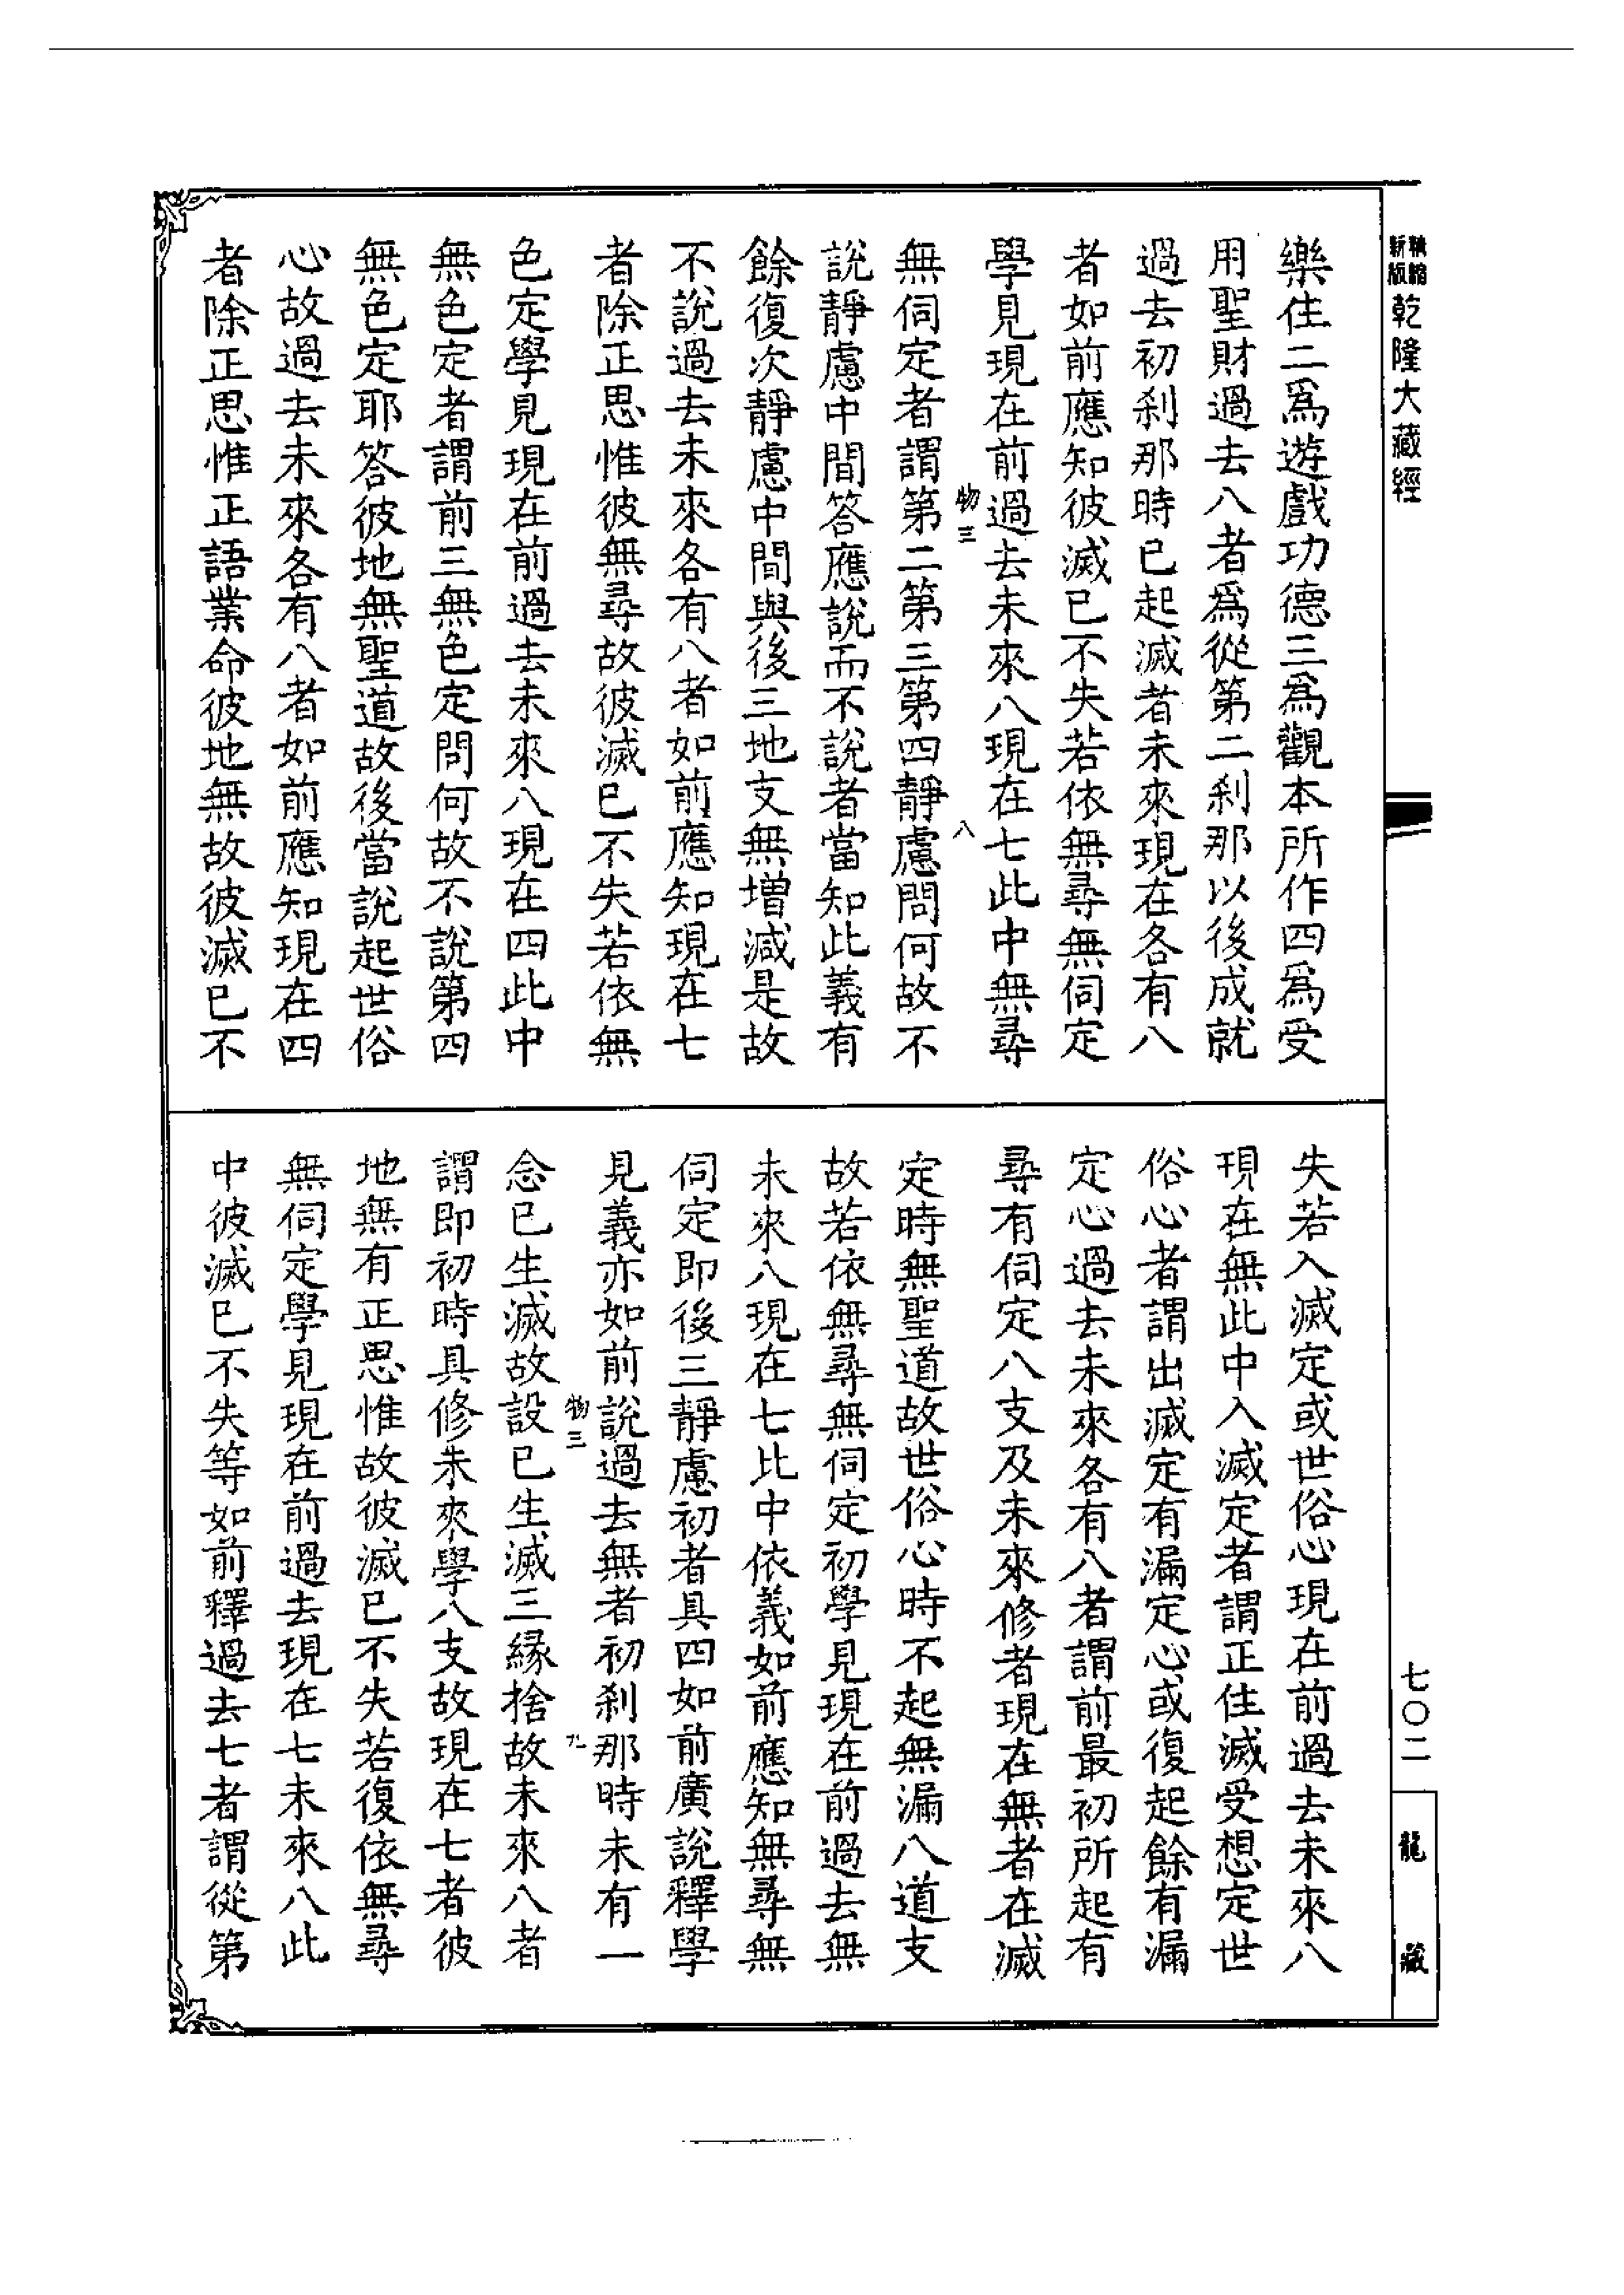 精縮新版乾隆大藏經
樂住二爲遊戲功德三爲觀本所作四爲受
用聖財過去八者爲從第二剎那以後成就
過去初剎那時已起滅者未來現在各有八
者如前應知彼滅已不失若依無尋無伺定
學見現在前過去未來八現在七此中無尋
物三 八
無伺定者謂第二第三第四靜慮問何故不
說靜慮中間答應說而不說者當知此義有
餘復次靜慮中間與後三地支無增減是故
不說過去未來各有八者如前應知現在七
者除正思惟彼無尋故彼滅已不失若依無
色定學見現在前過去未來八現在四此中
無色定者謂前三無色定問何故不說第四
無色定耶答彼地無聖道故後當說起世俗
心故過去未來各有八者如前應知現在四
者除正思惟正語業命彼地無故彼滅已不
失若入滅定或世俗心現在前過去未來八
現在無此中入滅定者謂正住滅受想定世
俗心者謂出滅定有漏定心或復起餘有漏
定心過去未來各有八者謂前最初所起有
尋有伺定八支及未來修者現在無者在滅
定時無聖道故世俗心時不起無漏八道支
故若依無尋無伺定初學見現在前過去無
未來八現在七此中依義如前應知無尋無
伺定即後三靜慮初者具四如前廣說釋學
見義亦如前說過去無者初剎那時未有一
物三 九
念已生滅故設已生滅三緣捨故未來八者
謂即初時具修未來學八支故現在七者彼
地無有正思惟故彼滅已不失若復依無尋
無伺定學見現在前過去現在七未來八此
中彼滅已不失等如前釋過去七者謂從第
七〇二
龍藏